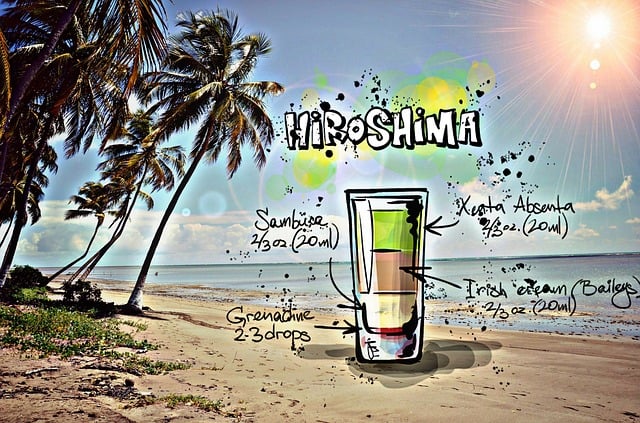 HIROSHIMA
Sambuca
2/3 oz. (20ml)
Xenta Absenta
2/3 oz. (20ml)
Irish cream (Baileys)
2/3 oz. (20ml)
Grenadine
2-3 drops